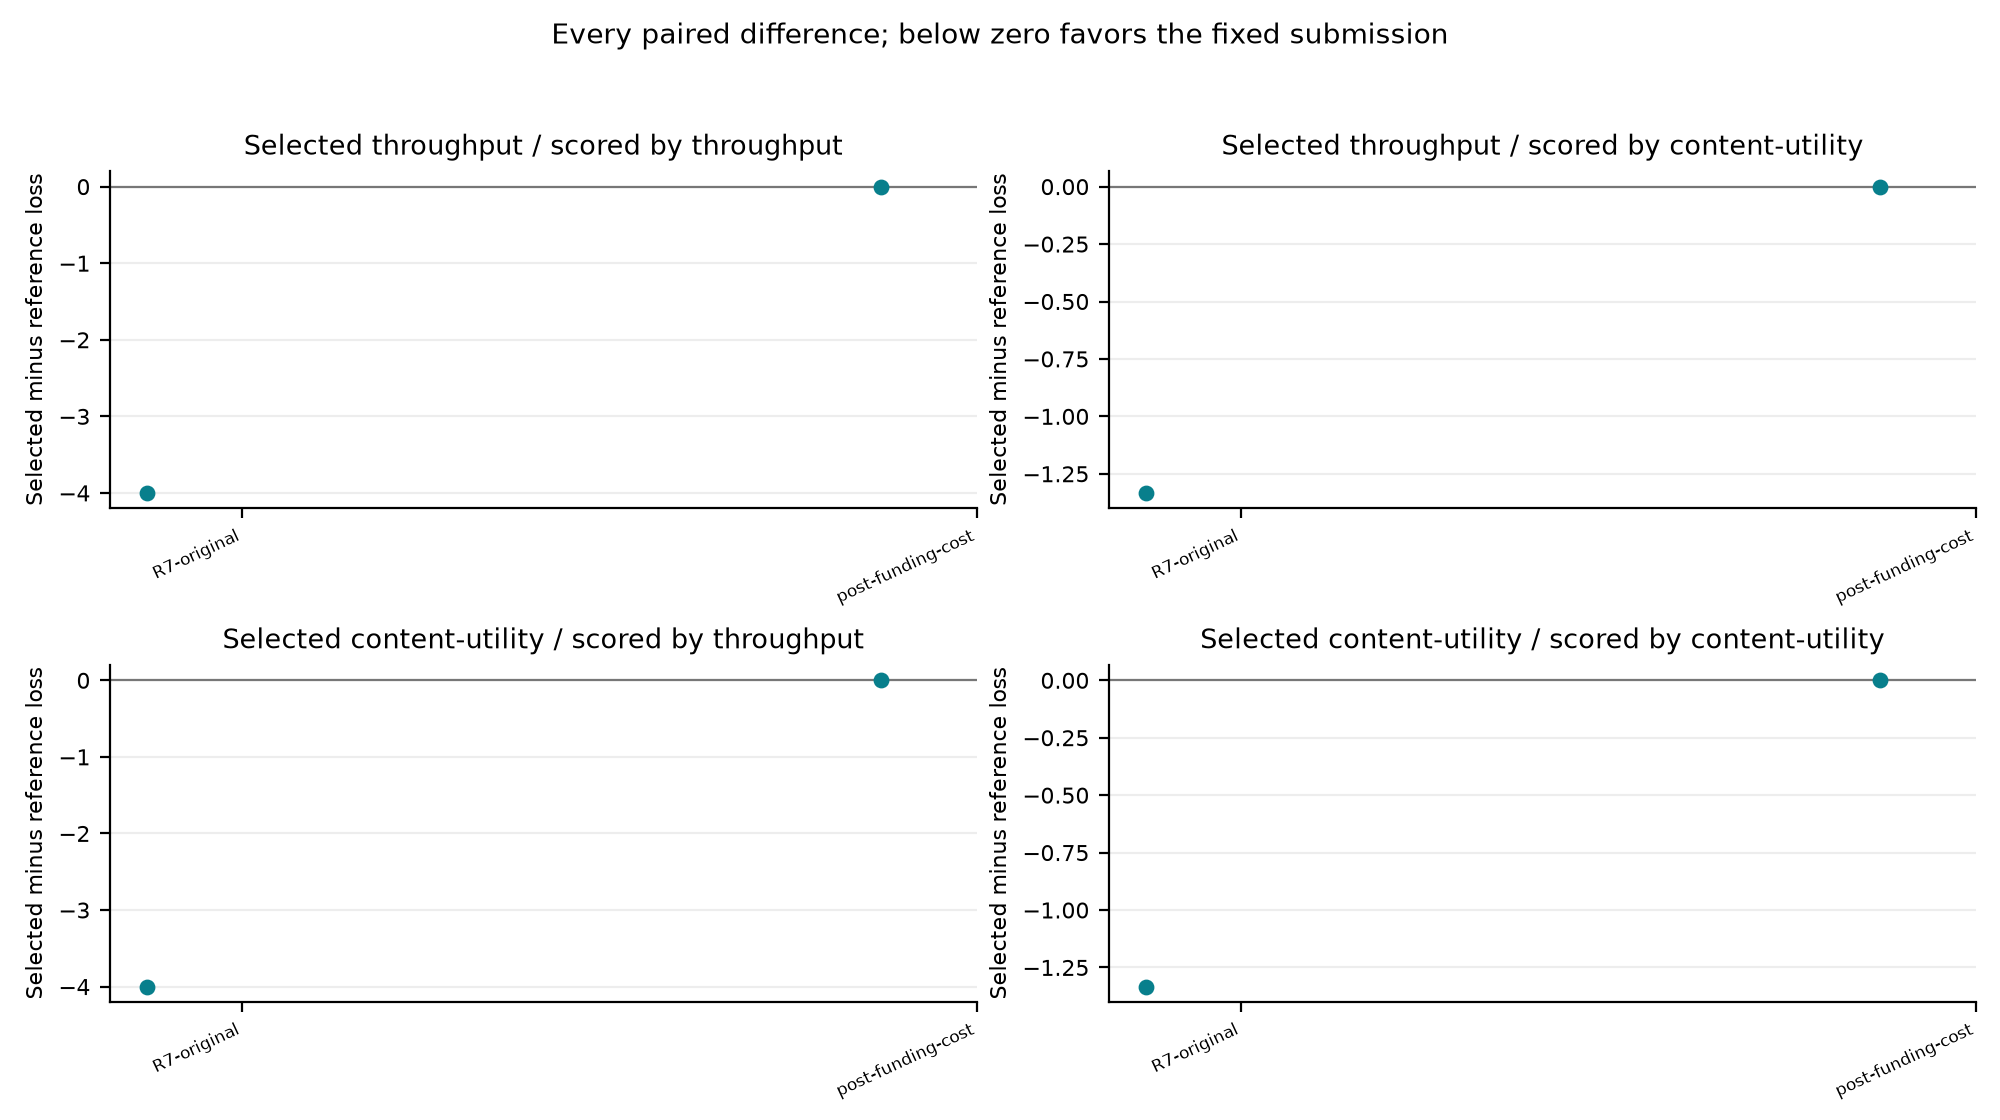 Every paired difference; below zero favors the fixed submission
Selected throughput / scored by throughput
Selected minus reference loss
0
−1
−2
−3
−4
R7-original
post-funding-cost
Selected throughput / scored by content-utility
Selected minus reference loss
0.00
−0.25
−0.50
−0.75
−1.00
−1.25
R7-original
post-funding-cost
Selected content-utility / scored by throughput
Selected minus reference loss
0
−1
−2
−3
−4
R7-original
post-funding-cost
Selected content-utility / scored by content-utility
Selected minus reference loss
0.00
−0.25
−0.50
−0.75
−1.00
−1.25
R7-original
post-funding-cost